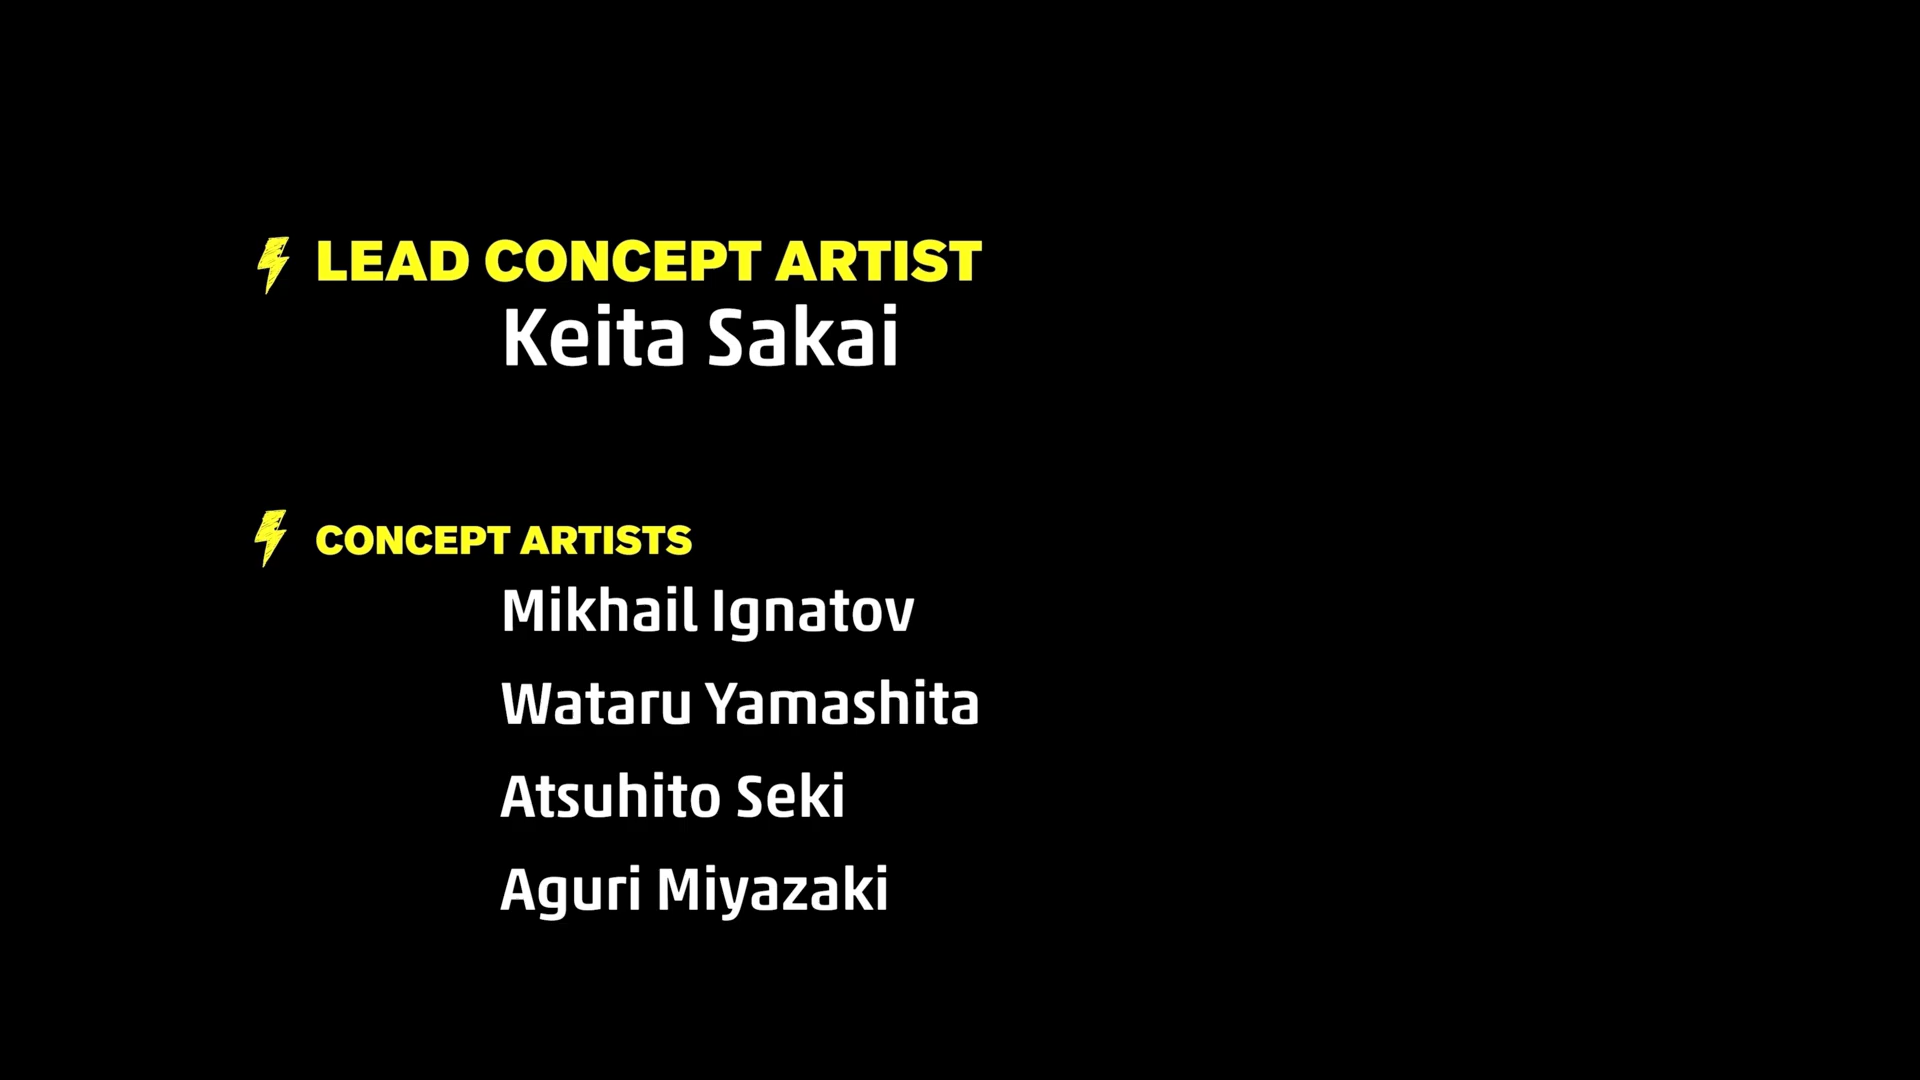 LEAD CONCEPT ARTIST
Keita Sakai
CONCEPT ARTISTS
Mikhail Ignatov
Wataru Yamashita
Atsuhito Seki
Aguri Miyazaki